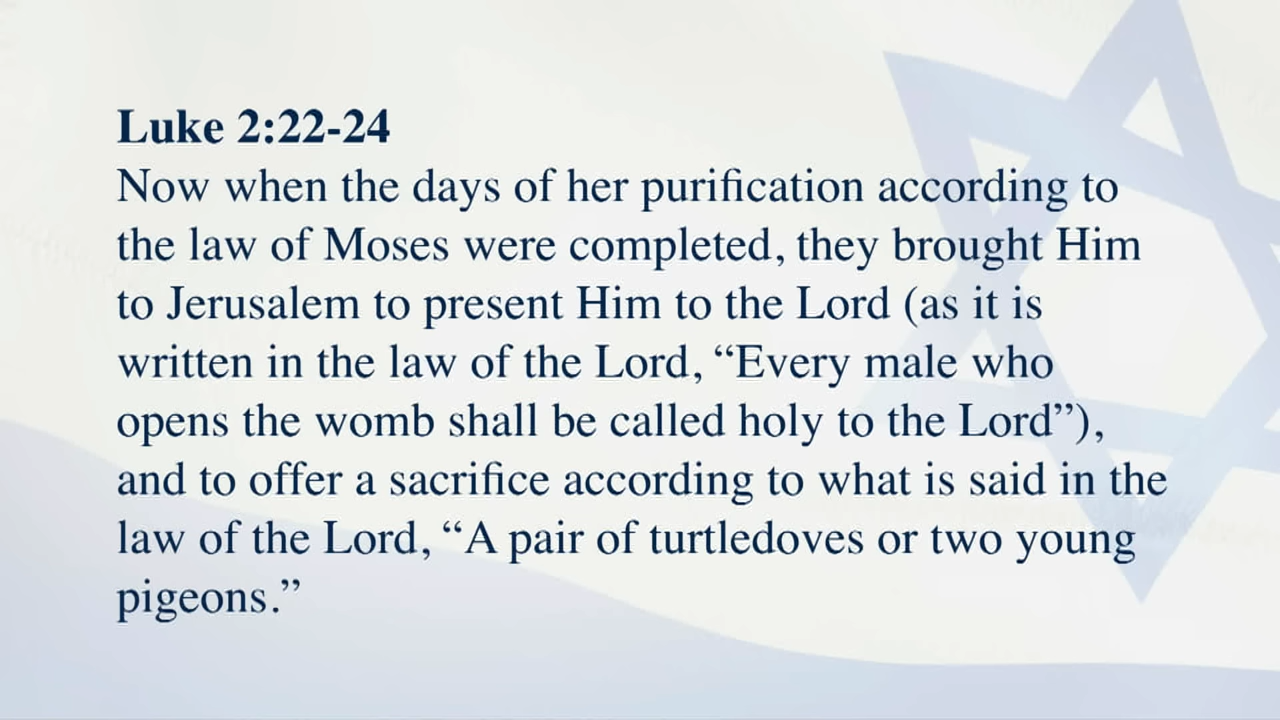 Luke 2:22-24
Now when the days of her purification according to
the law of Moses were completed, they brought Him
to Jerusalem to present Him to the Lord (as it is
written in the law of the Lord, “Every male who
opens the womb shall be called holy to the Lord”),
and to offer a sacrifice according to what is said in the
law of the Lord, “A pair of turtledoves or two young
pigeons.”